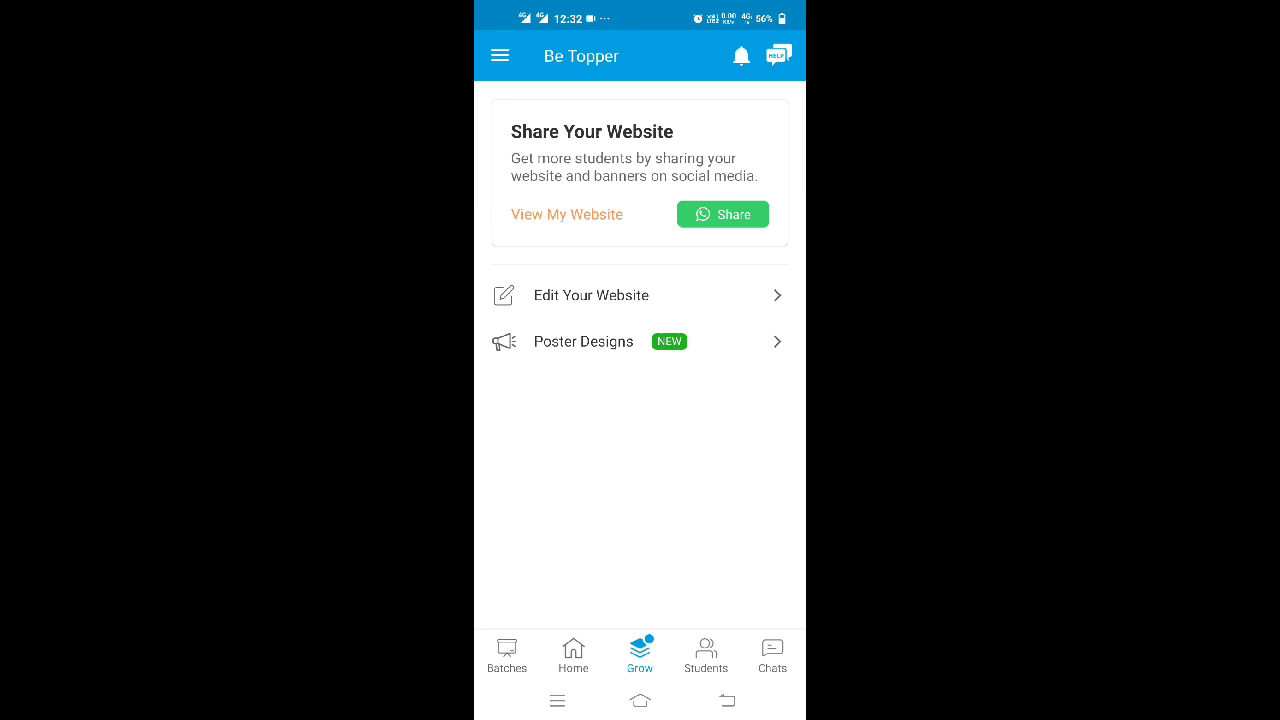 12:32 ... 56%
Be Topper
HELP
Share Your Website
Get more students by sharing your
website and banners on social media.
View My Website Share
Edit Your Website
Poster Designs NEW
Batches Home Grow Students Chats